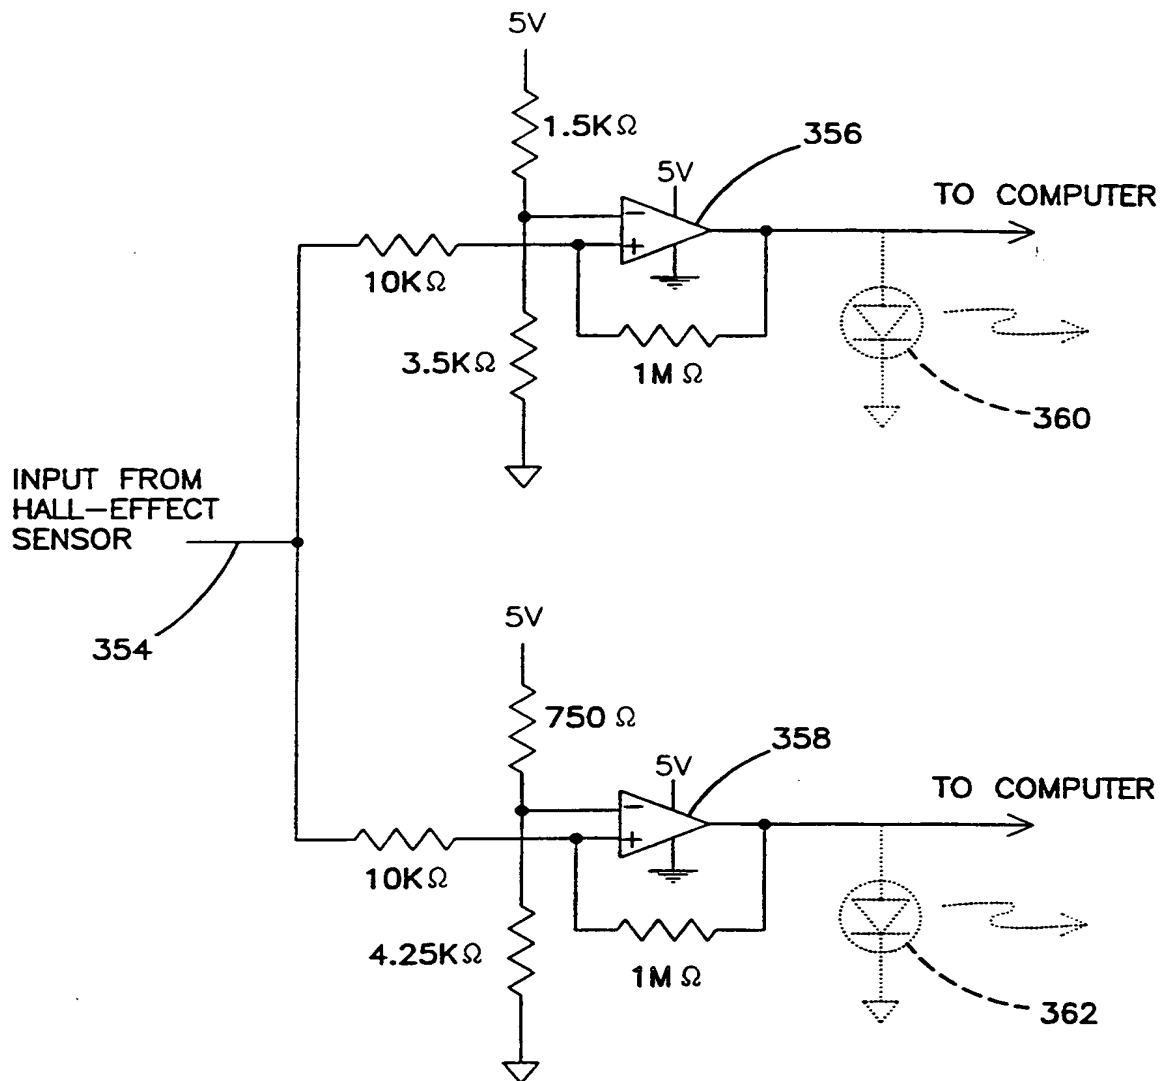 5V
1.5KΩ
356
5V
TO COMPUTER
−
+
10KΩ
3.5KΩ
1M Ω
360
INPUT FROM
HALL−EFFECT
SENSOR
354
5V
750 Ω
358
5V
TO COMPUTER
−
+
10KΩ
4.25KΩ
1M Ω
362